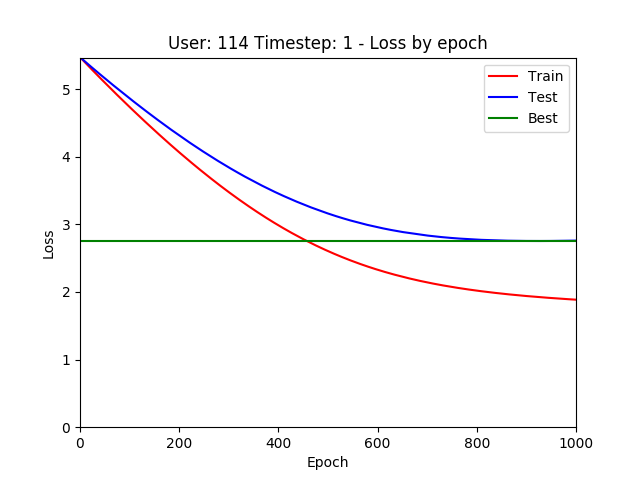 User: 114 Timestep: 1 - Loss by epoch
Train
Test
Best
Loss
5
4
3
2
1
0
0 200 400 600 800 1000
Epoch